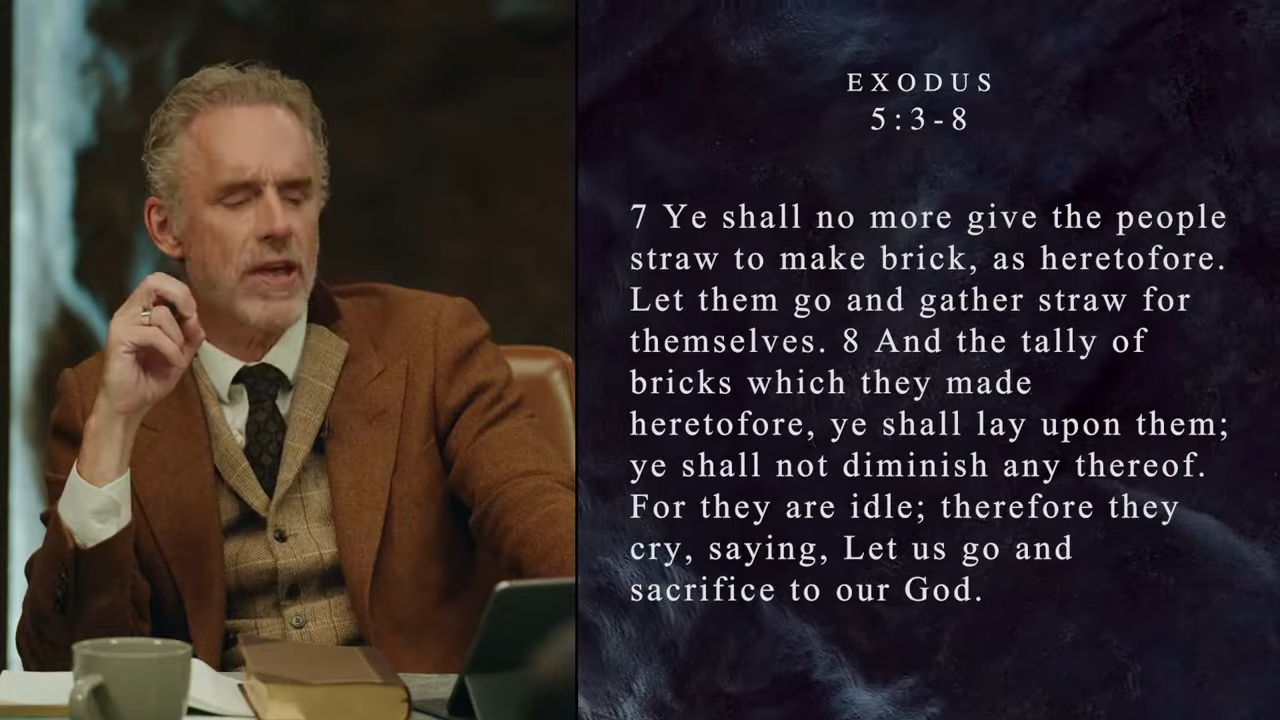 EXODUS
5:3-8
7 Ye shall no more give the people
straw to make brick, as heretofore.
Let them go and gather straw for
themselves. 8 And the tally of
bricks which they made
heretofore, ye shall lay upon them;
ye shall not diminish any thereof.
For they are idle; therefore they
cry, saying, Let us go and
sacrifice to our God.